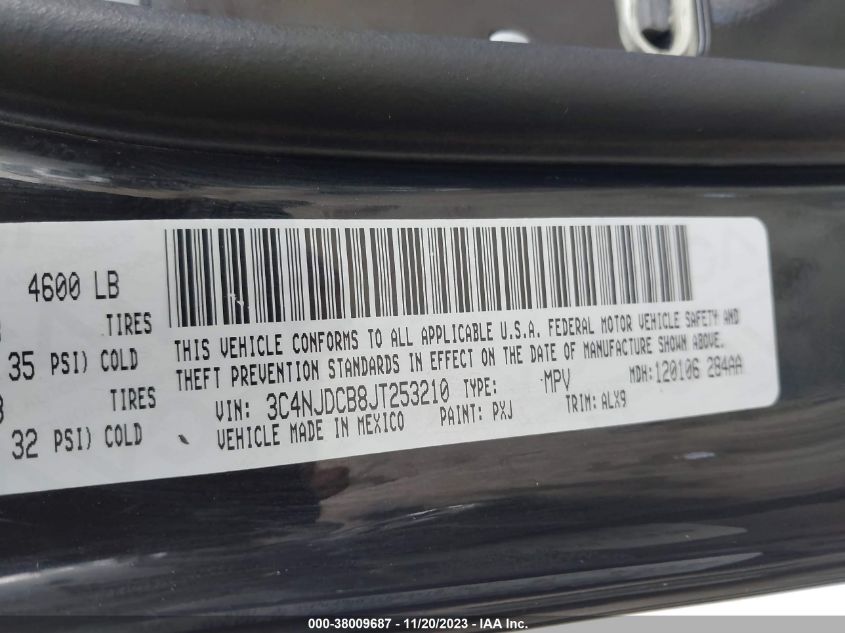 4600 LB
TIRES
35 PSI) COLD
TIRES
32 PSI) COLD
THIS VEHICLE CONFORMS TO ALL APPLICABLE U.S.A. FEDERAL MOTOR VEHICLE SAFETY AND
THEFT PREVENTION STANDARDS IN EFFECT ON THE DATE OF MANUFACTURE SHOWN ABOVE.
VIN: 3C4NJDCB8JT253210 TYPE: MPV MDH:120106 284AA
VEHICLE MADE IN MEXICO PAINT: PXJ TRIM: ALX9
000-38009687 - 11/20/2023 - Copyright © IAA, Inc.